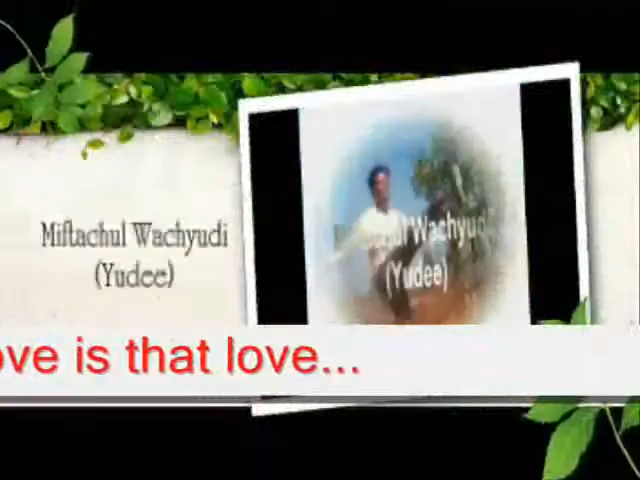 Miftachul Wachyudi
(Yudee)
Wachyudi
(Yudee)
ove is that love...